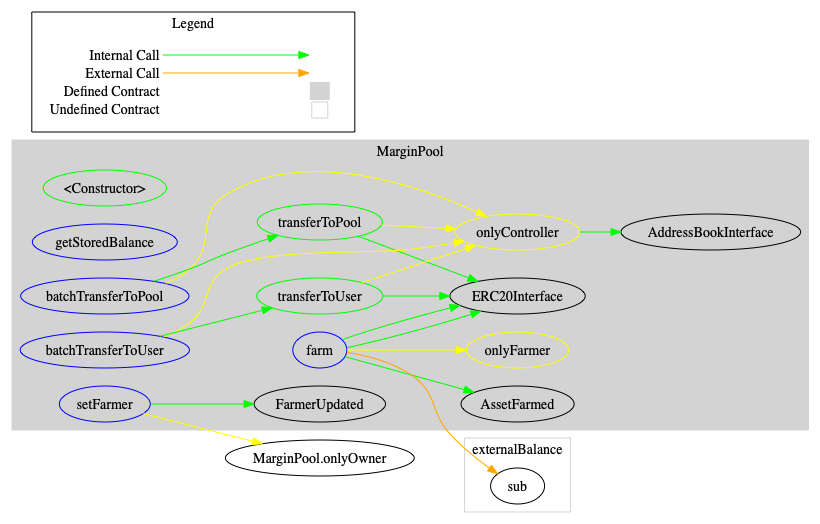 Legend
Internal Call
External Call
Defined Contract
Undefined Contract
MarginPool
<Constructor>
transferToPool
onlyController
AddressBookInterface
getStoredBalance
batchTransferToPool
transferToUser
ERC20Interface
batchTransferToUser
farm
onlyFarmer
setFarmer
FarmerUpdated
AssetFarmed
MarginPool.onlyOwner
externalBalance
sub